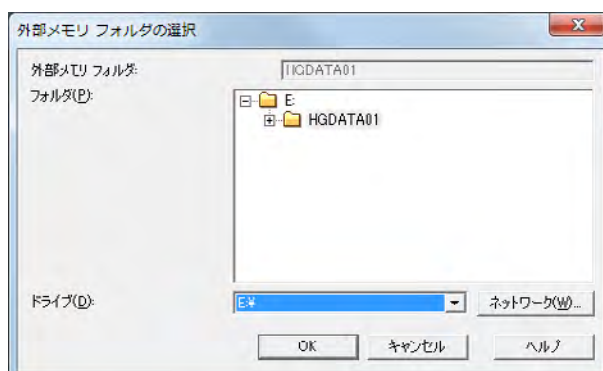 外部メモリ フォルダの選択
外部メモリ フォルダ:
HGDATA01
フォルダ(P):
E:
HGDATA01
ドライブ(D):
E:¥
ネットワーク(W)...
OK
キャンセル
ヘルプ